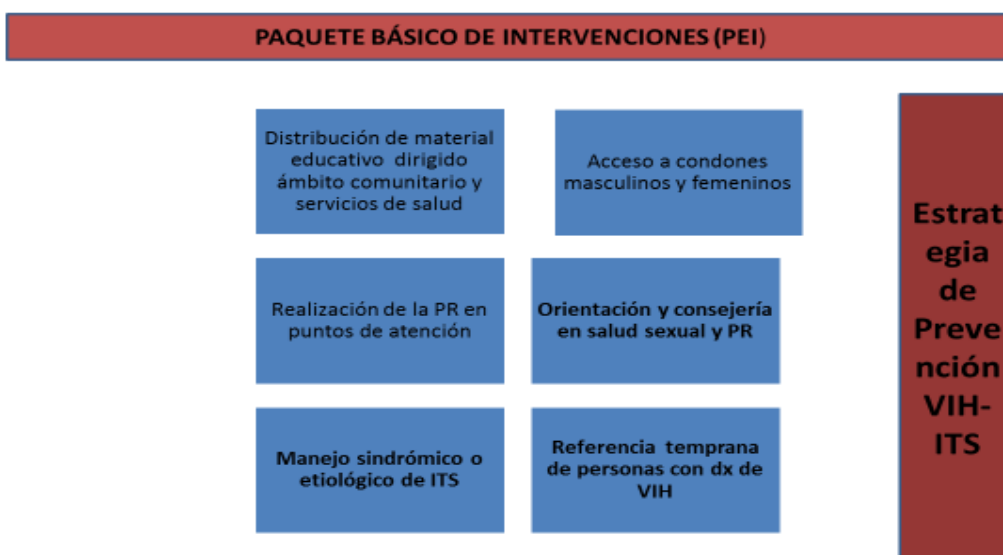 PAQUETE BÁSICO DE INTERVENCIONES (PEI)
Distribución de material
educativo dirigido
ámbito comunitario y
servicios de salud
Acceso a condones
masculinos y femeninos
Realización de la PR en
puntos de atención
Orientación y consejería
en salud sexual y PR
Manejo sindrómico o
etiológico de ITS
Referencia temprana
de personas con dx de
VIH
Estrat
egia
de
Preve
nción
VIH-
ITS